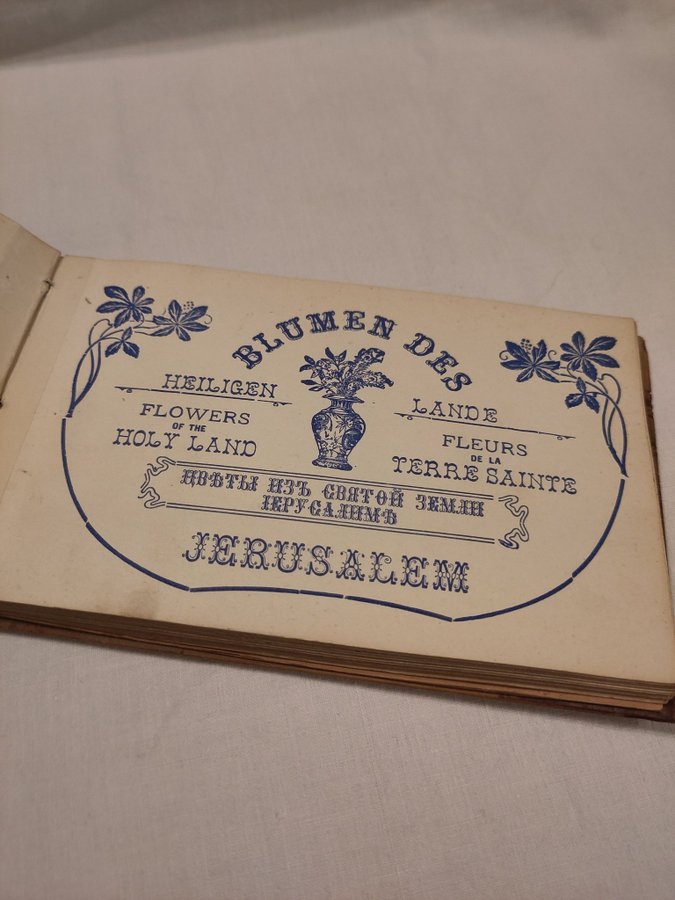 BLUMEN DES
HEILIGEN LANDE
FLOWERS
OF THE
HOLY LAND
FLEURS
DE LA
TERRE SAINTE
ЦВѢТЫ ИЗЪ СВЯТОЙ ЗЕМЛИ
ІЕРУСАЛИМѢ
JERUSALEM